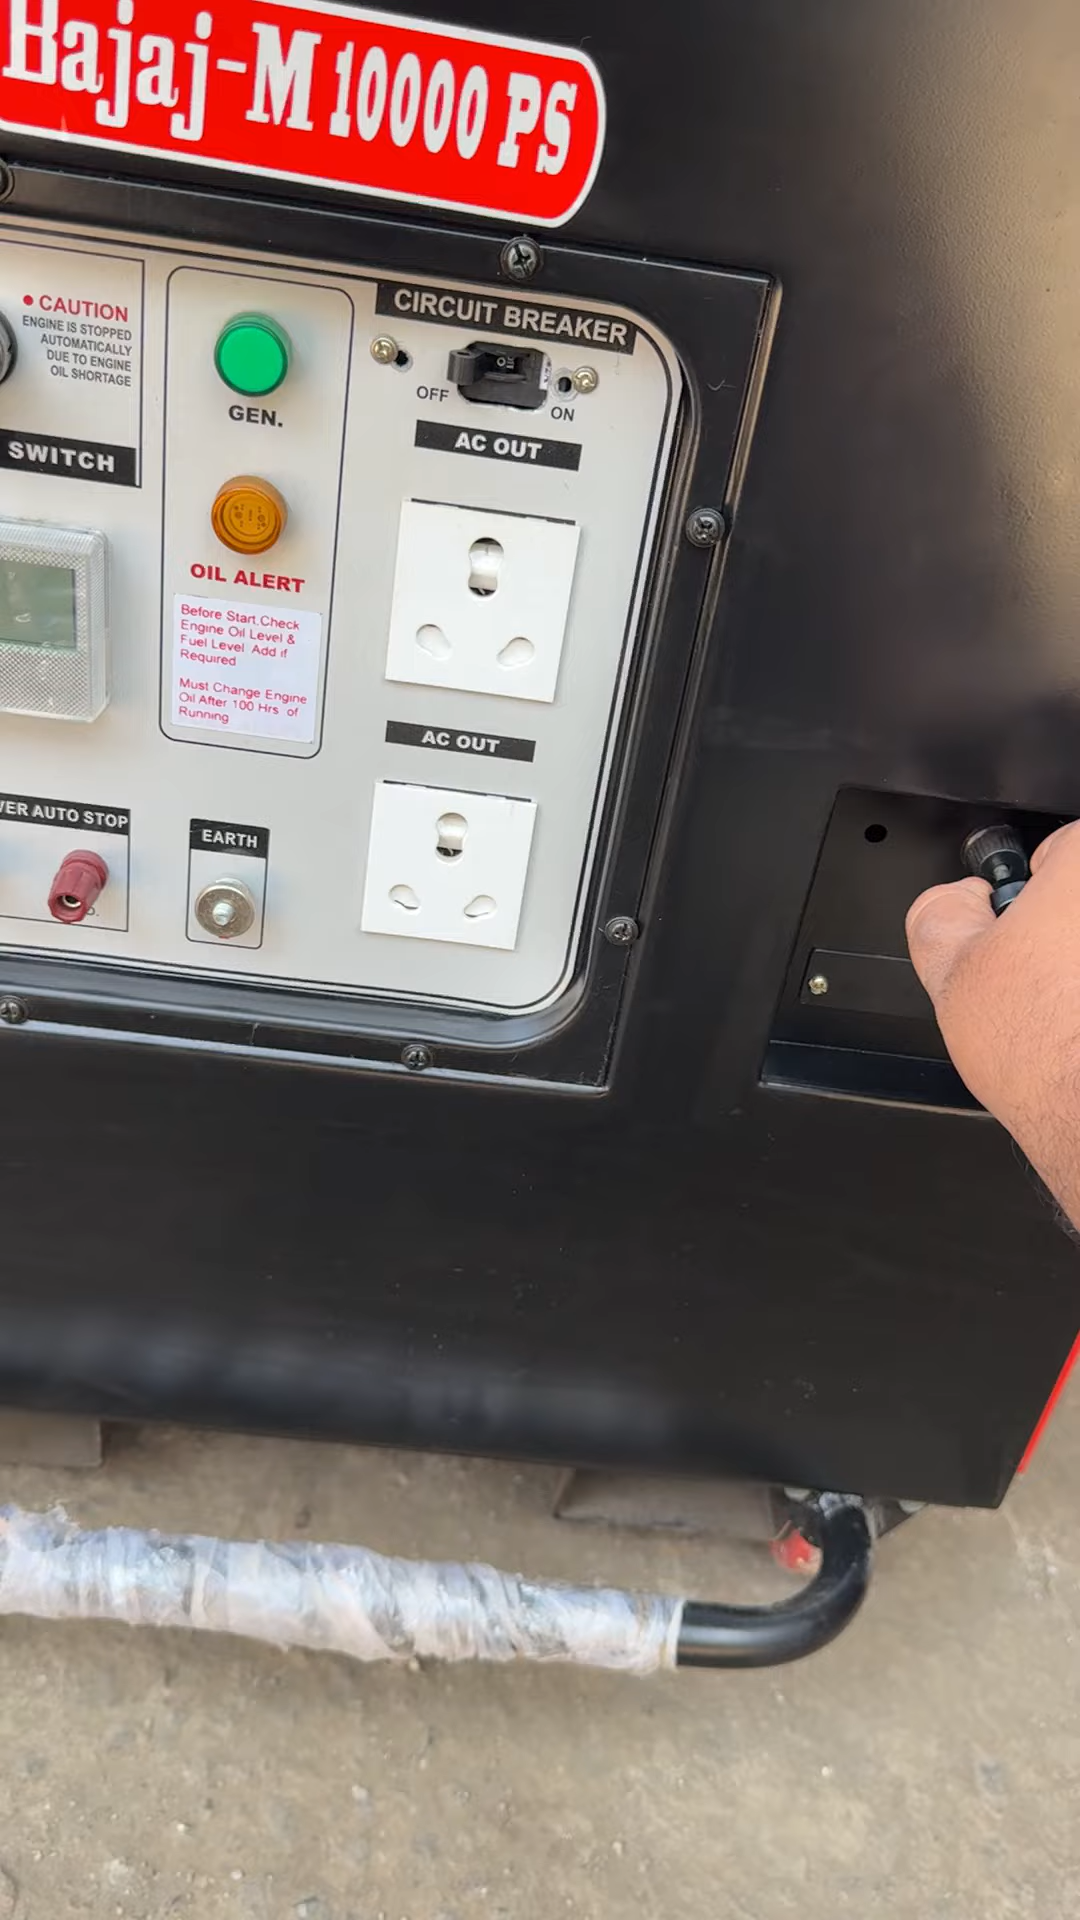 Bajaj-M 10000 PS
CAUTION
ENGINE IS STOPPED
AUTOMATICALLY
DUE TO ENGINE
OIL SHORTAGE
SWITCH
GEN.
OIL ALERT
Before Start,Check
Engine Oil Level &
Fuel Level Add if
Required
Must Change Engine
Oil After 100 Hrs of
Running
CIRCUIT BREAKER
OFF
ON
AC OUT
AC OUT
AUTO STOP
EARTH